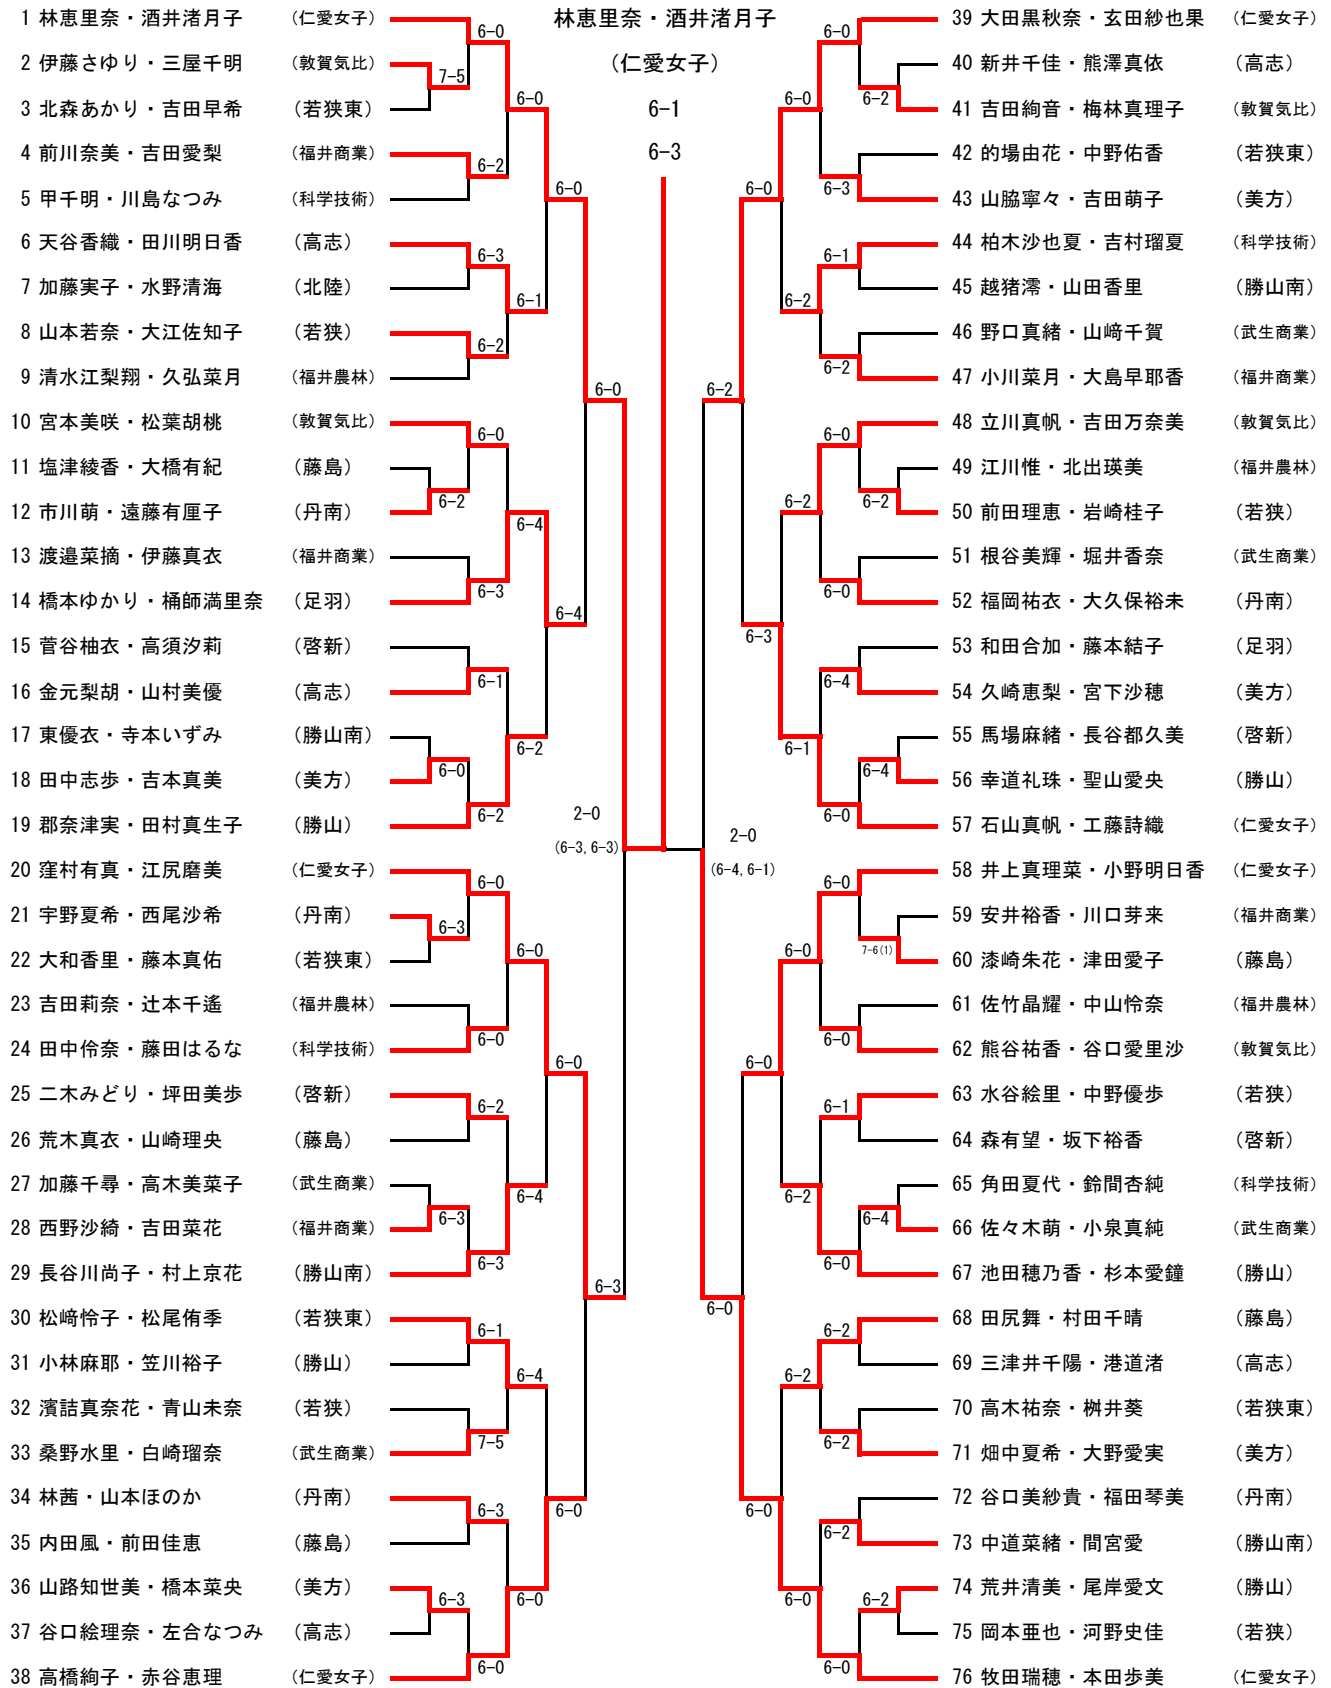 林恵里奈・酒井渚月子
(仁愛女子)
6-1
6-3
1 林恵里奈・酒井渚月子 (仁愛女子)
2 伊藤さゆり・三屋千明 (敦賀気比)
3 北森あかり・吉田早希 (若狭東)
4 前川奈美・吉田愛梨 (福井商業)
5 甲千明・川島なつみ (科学技術)
6 天谷香織・田川明日香 (高志)
7 加藤実子・水野清海 (北陸)
8 山本若奈・大江佐知子 (若狭)
9 清水江梨翔・久弘菜月 (福井農林)
10 宮本美咲・松葉胡桃 (敦賀気比)
11 塩津綾香・大橋有紀 (藤島)
12 市川萌・遠藤有厘子 (丹南)
13 渡邉菜摘・伊藤真衣 (福井商業)
14 橋本ゆかり・桶師満里奈 (足羽)
15 菅谷柚衣・高須汐莉 (啓新)
16 金元梨胡・山村美優 (高志)
17 東優衣・寺本いずみ (勝山南)
18 田中志歩・吉本真美 (美方)
19 郡奈津実・田村真生子 (勝山)
20 窪村有真・江尻磨美 (仁愛女子)
21 宇野夏希・西尾沙希 (丹南)
22 大和香里・藤本真佑 (若狭東)
23 吉田莉奈・辻本千遙 (福井農林)
24 田中伶奈・藤田はるな (科学技術)
25 二木みどり・坪田美歩 (啓新)
26 荒木真衣・山崎理央 (藤島)
27 加藤千尋・高木美菜子 (武生商業)
28 西野沙綺・吉田菜花 (福井商業)
29 長谷川尚子・村上京花 (勝山南)
30 松﨑怜子・松尾侑季 (若狭東)
31 小林麻耶・笠川裕子 (勝山)
32 濱詰真奈花・青山未奈 (若狭)
33 桑野水里・白崎瑠奈 (武生商業)
34 林茜・山本ほのか (丹南)
35 内田風・前田佳恵 (藤島)
36 山路知世美・橋本菜央 (美方)
37 谷口絵理奈・左合なつみ (高志)
38 高橋絢子・赤谷恵理 (仁愛女子)
6-0
7-5
6-0
6-2
6-0
6-3
6-1
6-2
6-0
6-0
6-2
6-4
6-3
6-4
6-1
6-2
6-0
6-2
2-0
(6-3, 6-3)
6-0
6-3
6-0
6-0
6-0
6-2
6-4
6-3
6-3
6-3
6-1
6-4
7-5
6-0
6-3
6-3
6-0
6-0
39 大田黒秋奈・玄田紗也果 (仁愛女子)
40 新井千佳・熊澤真依 (高志)
41 吉田絢音・梅林真理子 (敦賀気比)
42 的場由花・中野佑香 (若狭東)
43 山脇寧々・吉田萌子 (美方)
44 柏木沙也夏・吉村瑠夏 (科学技術)
45 越猪澪・山田香里 (勝山南)
46 野口真緒・山﨑千賀 (武生商業)
47 小川菜月・大島早耶香 (福井商業)
48 立川真帆・吉田万奈美 (敦賀気比)
49 江川惟・北出瑛美 (福井農林)
50 前田理恵・岩崎桂子 (若狭)
51 根谷美輝・堀井香奈 (武生商業)
52 福岡祐衣・大久保裕未 (丹南)
53 和田合加・藤本結子 (足羽)
54 久崎恵梨・宮下沙穂 (美方)
55 馬場麻緒・長谷都久美 (啓新)
56 幸道礼珠・聖山愛央 (勝山)
57 石山真帆・工藤詩織 (仁愛女子)
58 井上真理菜・小野明日香 (仁愛女子)
59 安井裕香・川口芽来 (福井商業)
60 漆崎朱花・津田愛子 (藤島)
61 佐竹晶耀・中山怜奈 (福井農林)
62 熊谷祐香・谷口愛里沙 (敦賀気比)
63 水谷絵里・中野優歩 (若狭)
64 森有望・坂下裕香 (啓新)
65 角田夏代・鈴間杏純 (科学技術)
66 佐々木萌・小泉真純 (武生商業)
67 池田穂乃香・杉本愛鐘 (勝山)
68 田尻舞・村田千晴 (藤島)
69 三津井千陽・港道渚 (高志)
70 高木祐奈・桝井葵 (若狭東)
71 畑中夏希・大野愛実 (美方)
72 谷口美紗貴・福田琴美 (丹南)
73 中道菜緒・間宮愛 (勝山南)
74 荒井清美・尾岸愛文 (勝山)
75 岡本亜也・河野史佳 (若狭)
76 牧田瑞穂・本田歩美 (仁愛女子)
6-0
6-2
6-0
6-3
6-0
6-1
6-2
6-2
6-2
6-0
6-2
6-2
6-0
6-3
6-4
6-1
6-4
6-0
2-0
(6-4, 6-1)
6-0
7-6(1)
6-0
6-0
6-0
6-1
6-2
6-4
6-0
6-0
6-2
6-2
6-2
6-0
6-2
6-2
6-0
6-0